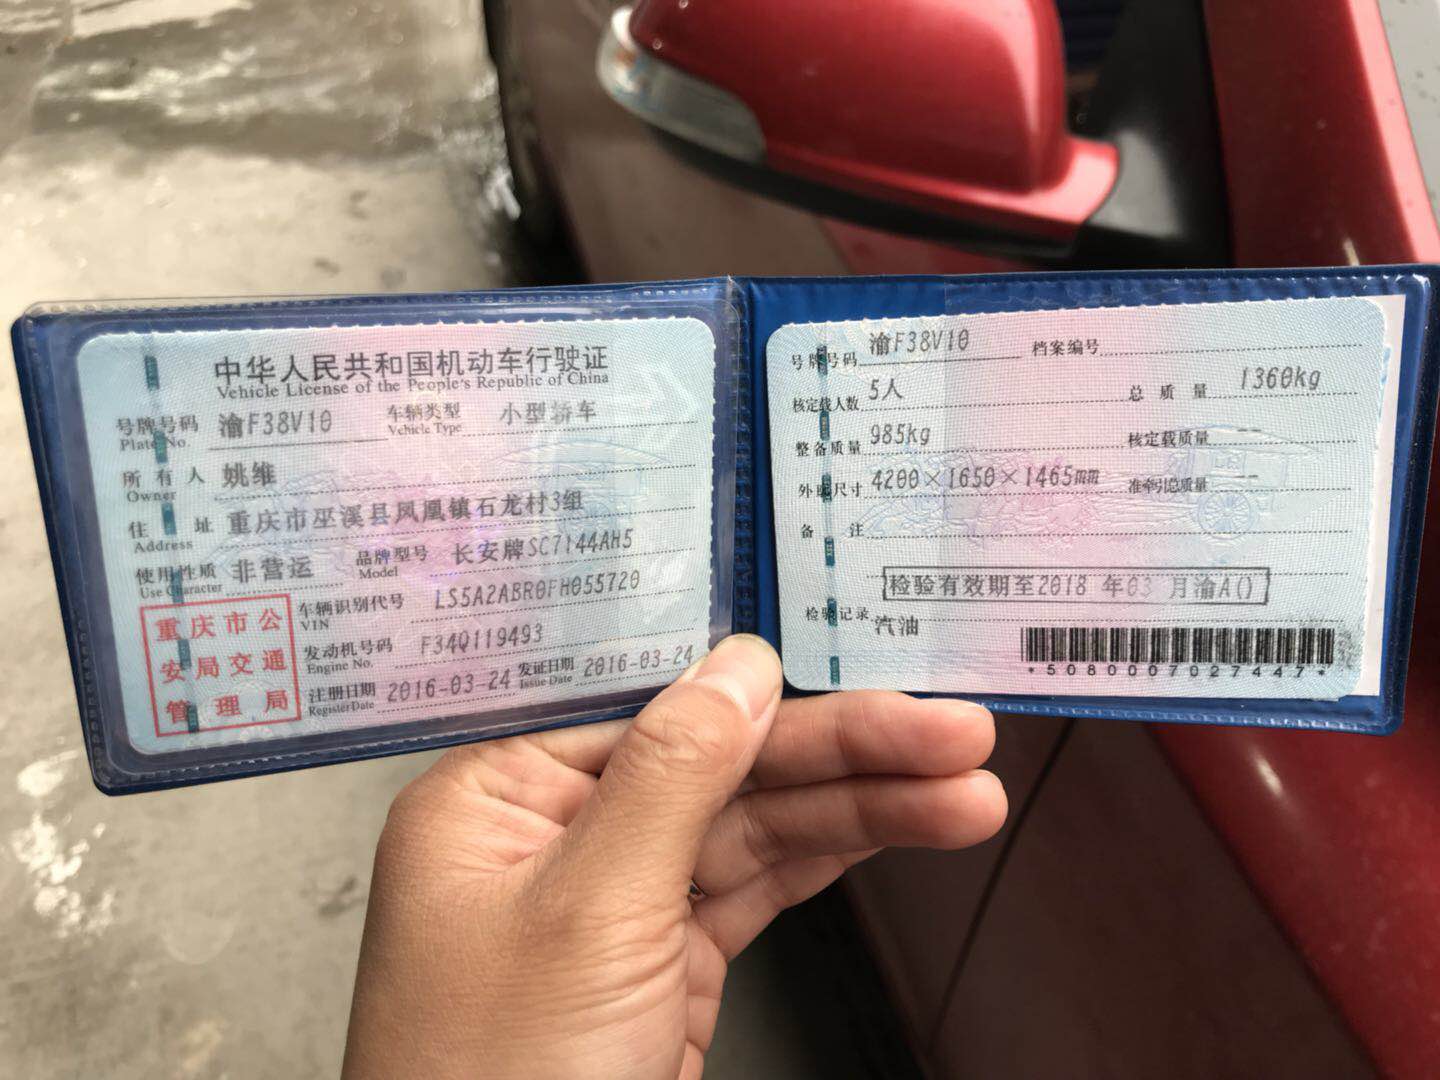 中华人民共和国机动车行驶证
Vehicle License of the People's Republic of China
号牌号码 渝F38V10 车辆类型 小型轿车
Plate No. Vehicle Type
所有人 姚维
Owner
住址 重庆市巫溪县凤凰镇石龙村3组
Address
使用性质 非营运 品牌型号 长安牌SC7144AH5
Use Character Model
重庆市公
安局交通
管理局
车辆识别代号 LS5A2ABR0FH055720
VIN
发动机号码 F34Q119493
Engine No.
注册日期 2016-03-24 发证日期 2016-03-24
Register Date Issue Date
号牌号码 渝F38V10 档案编号
核定载人数 5人 总质量 1360kg
整备质量 985kg 核定载质量 --
外廓尺寸 4200×1650×1465mm 准牵引总质量 --
备注
检验有效期至2018 年03 月渝A()
检验记录 汽油
*5080007027447*